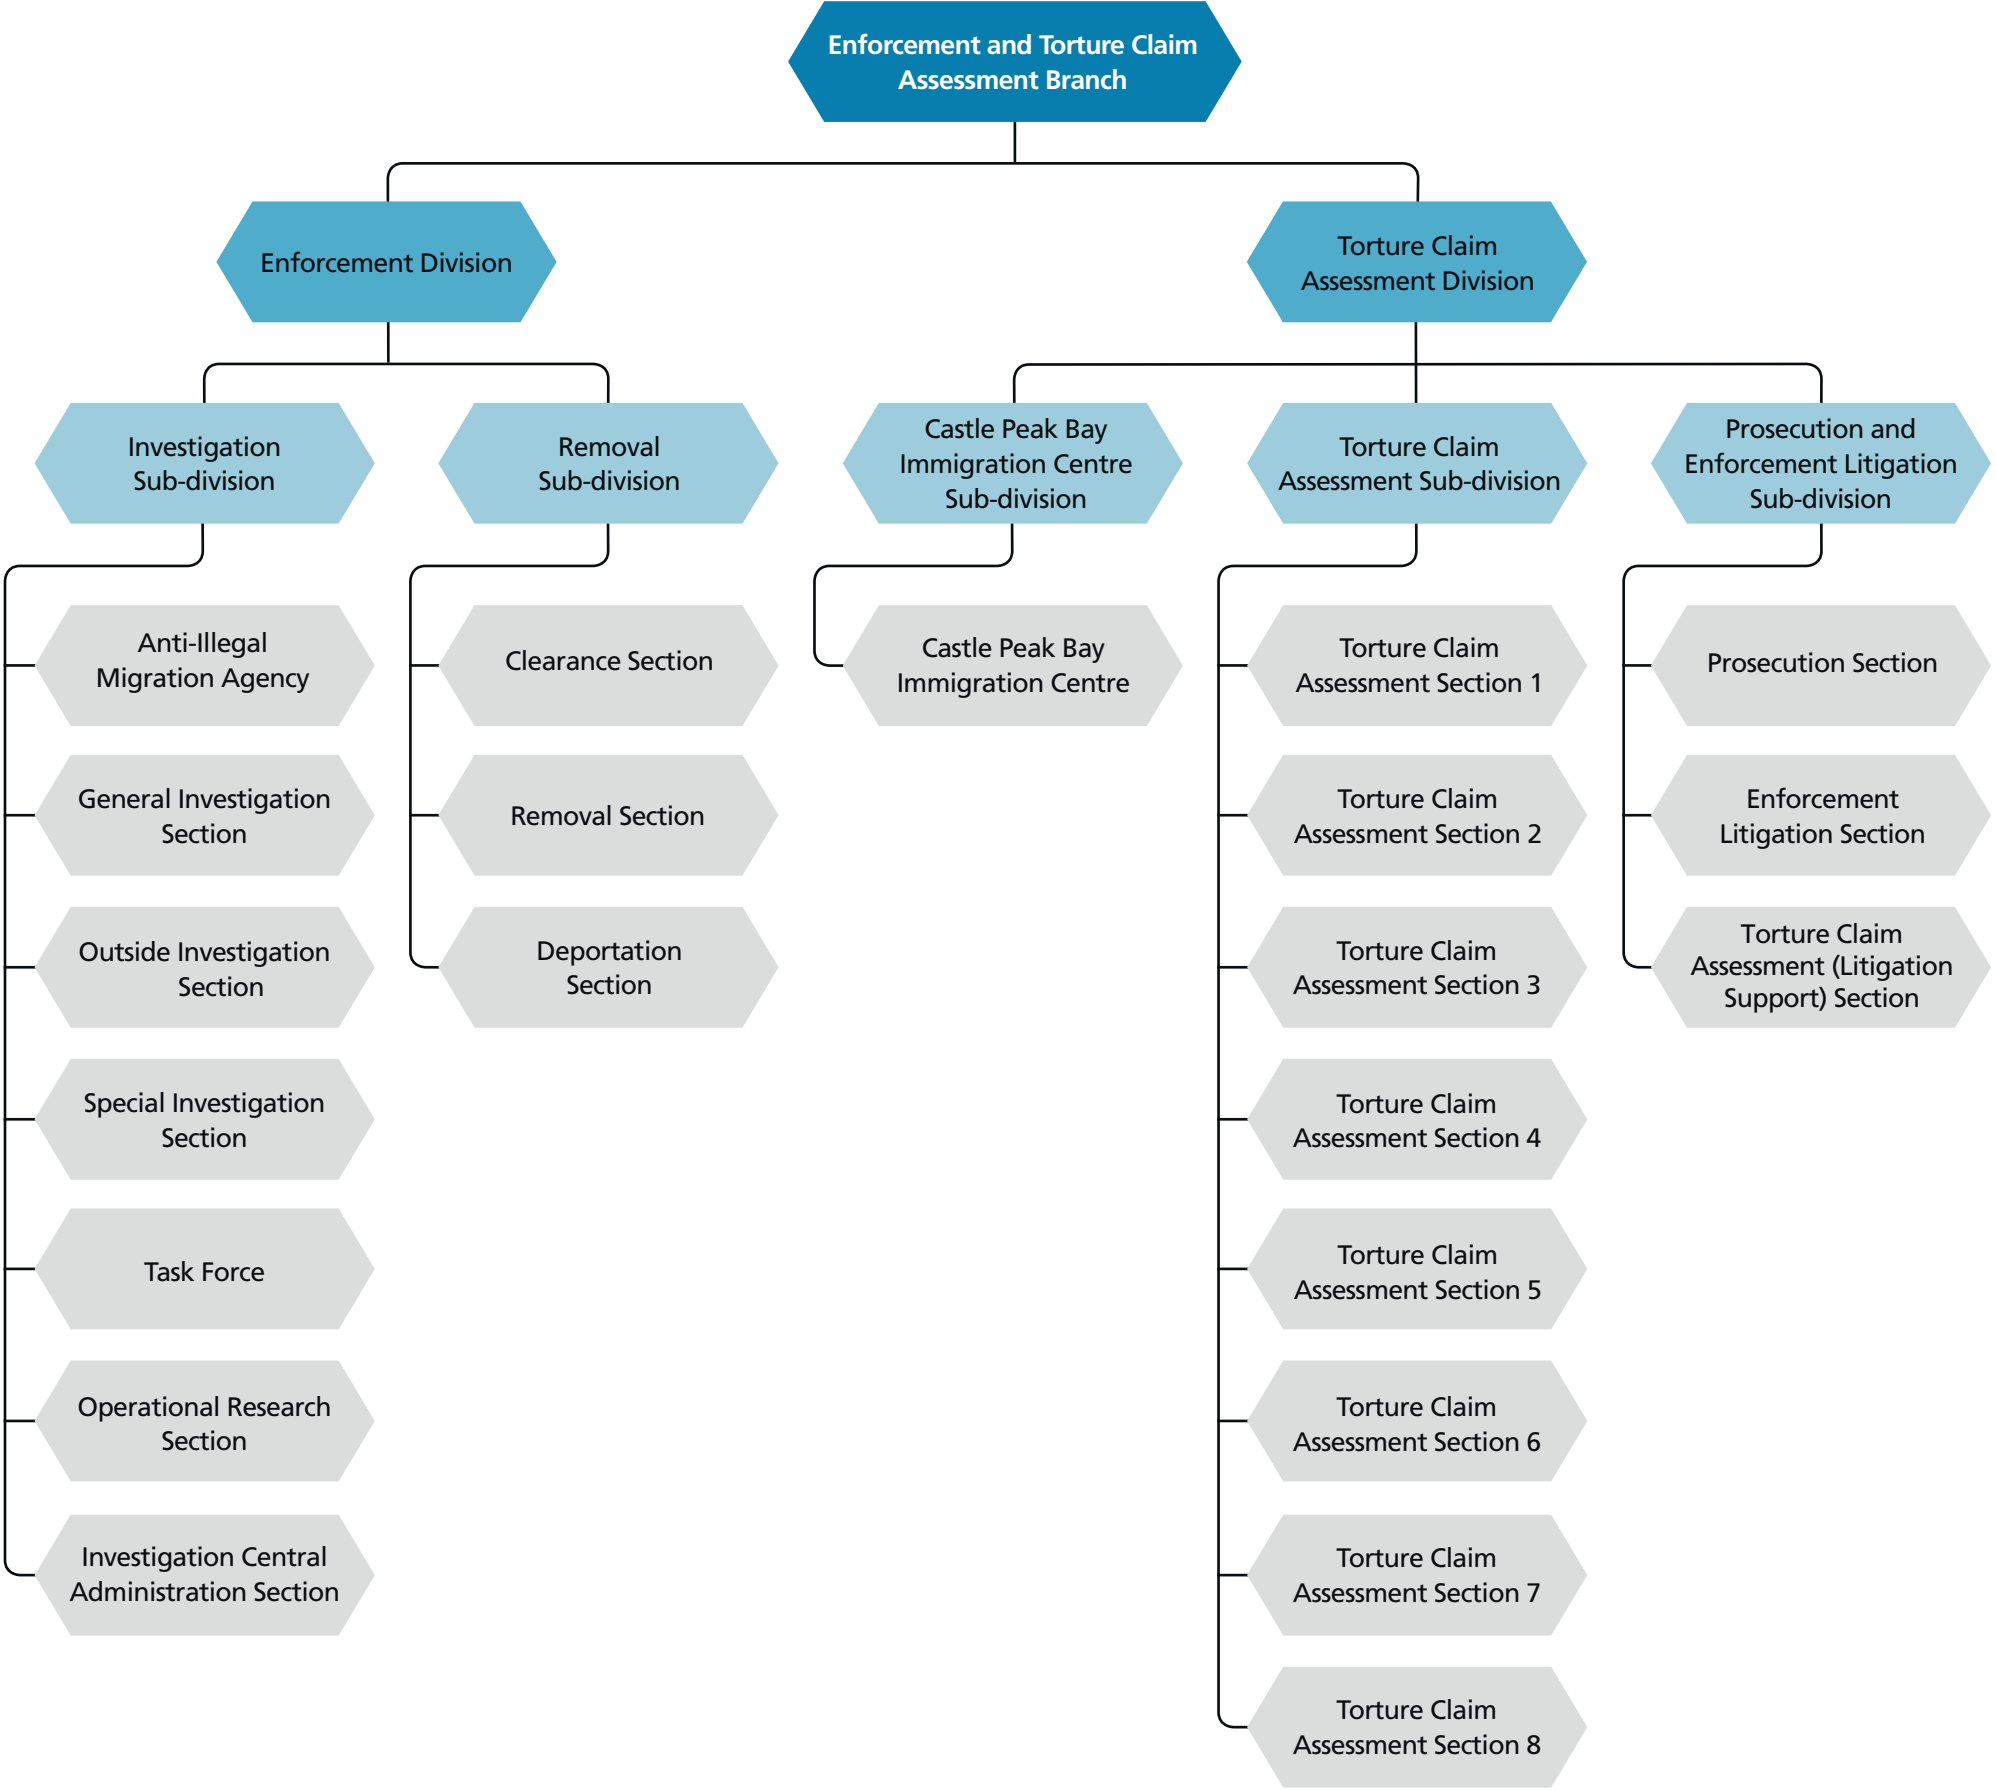 Enforcement and Torture Claim
Assessment Branch
Enforcement Division
Torture Claim
Assessment Division
Investigation
Sub-division
Removal
Sub-division
Castle Peak Bay
Immigration Centre
Sub-division
Torture Claim
Assessment Sub-division
Prosecution and
Enforcement Litigation
Sub-division
Anti-Illegal
Migration Agency
General Investigation
Section
Outside Investigation
Section
Special Investigation
Section
Task Force
Operational Research
Section
Investigation Central
Administration Section
Clearance Section
Removal Section
Deportation
Section
Castle Peak Bay
Immigration Centre
Torture Claim
Assessment Section 1
Torture Claim
Assessment Section 2
Torture Claim
Assessment Section 3
Torture Claim
Assessment Section 4
Torture Claim
Assessment Section 5
Torture Claim
Assessment Section 6
Torture Claim
Assessment Section 7
Torture Claim
Assessment Section 8
Prosecution Section
Enforcement
Litigation Section
Torture Claim
Assessment (Litigation
Support) Section